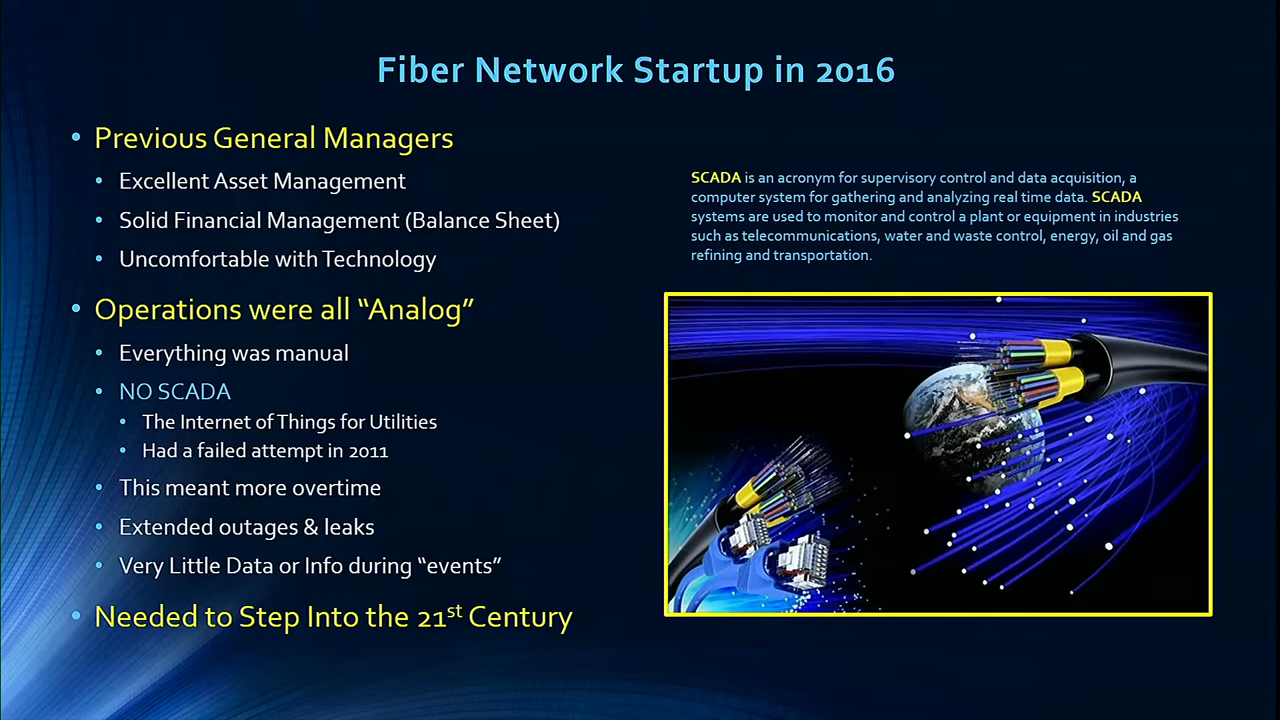 Fiber Network Startup in 2016
• Previous General Managers
• Excellent Asset Management
• Solid Financial Management (Balance Sheet)
• Uncomfortable with Technology
• Operations were all “Analog”
• Everything was manual
• NO SCADA
• The Internet of Things for Utilities
• Had a failed attempt in 2011
• This meant more overtime
• Extended outages & leaks
• Very Little Data or Info during “events”
• Needed to Step Into the 21st Century
SCADA is an acronym for supervisory control and data acquisition, a
computer system for gathering and analyzing real time data. SCADA
systems are used to monitor and control a plant or equipment in industries
such as telecommunications, water and waste control, energy, oil and gas
refining and transportation.